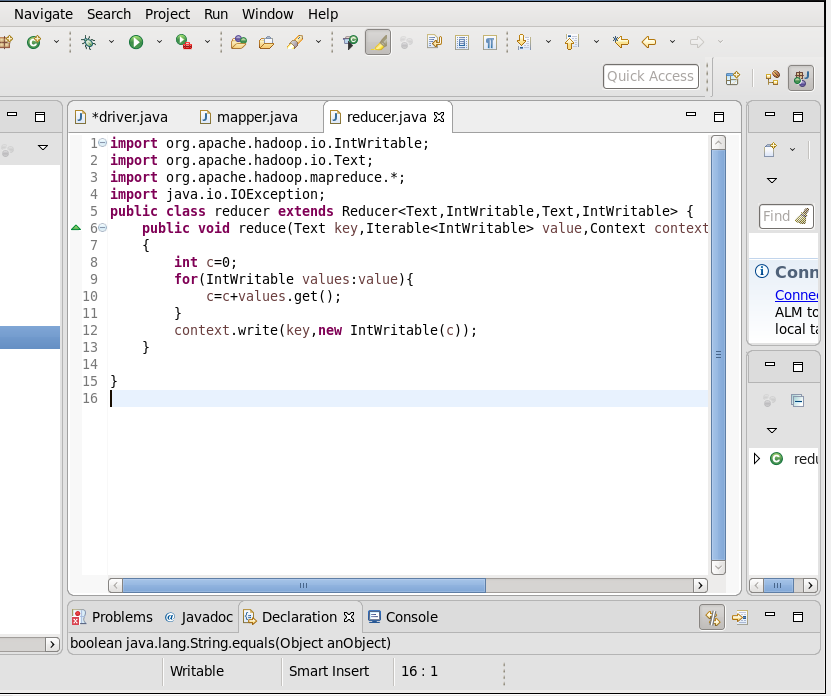 Navigate Search Project Run Window Help
Quick Access
*driver.java mapper.java reducer.java
1 import org.apache.hadoop.io.IntWritable;
2 import org.apache.hadoop.io.Text;
3 import org.apache.hadoop.mapreduce.*;
4 import java.io.IOException;
5 public class reducer extends Reducer<Text,IntWritable,Text,IntWritable> {
6 public void reduce(Text key,Iterable<IntWritable> value,Context context
7 {
8 int c=0;
9 for(IntWritable values:value){
10 c=c+values.get();
11 }
12 context.write(key,new IntWritable(c));
13 }
14
15 }
16
Find
Conn
Connec
ALM to
local ta
redu
Problems @ Javadoc Declaration Console
boolean java.lang.String.equals(Object anObject)
Writable Smart Insert 16 : 1